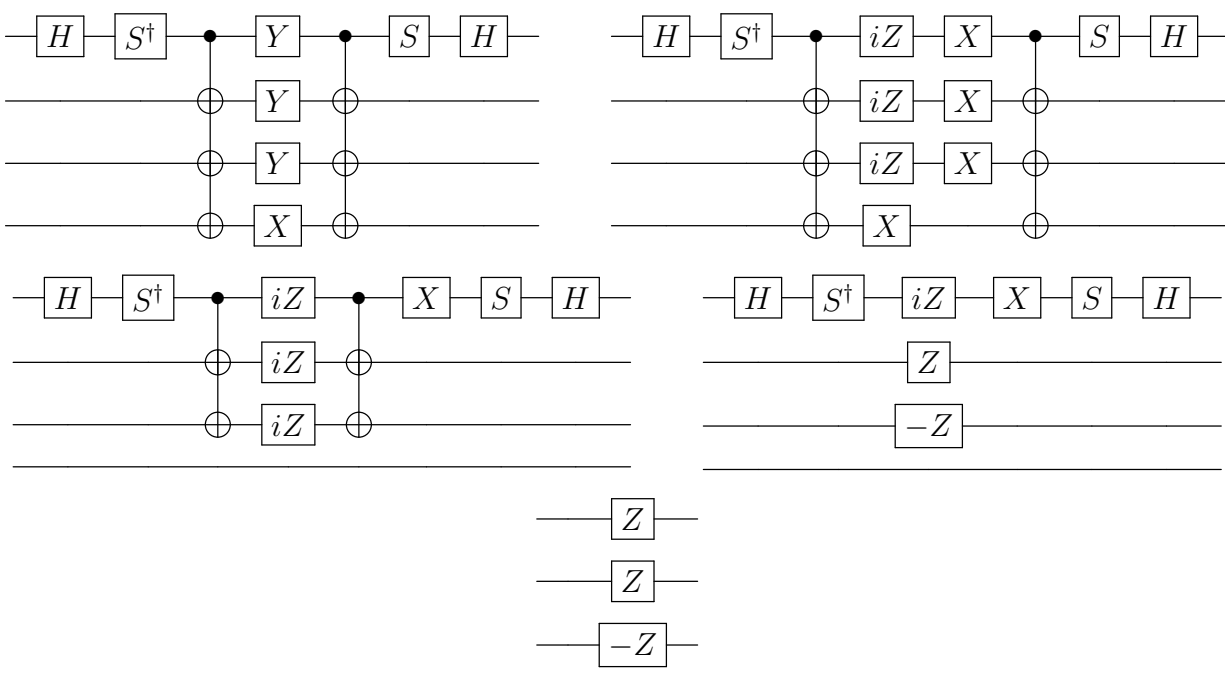 H S† Y S H H S† iZ X S H
Y iZ X
Y iZ X
X X
H S† iZ X S H H S† iZ X S H
iZ Z
iZ −Z
Z
Z
−Z